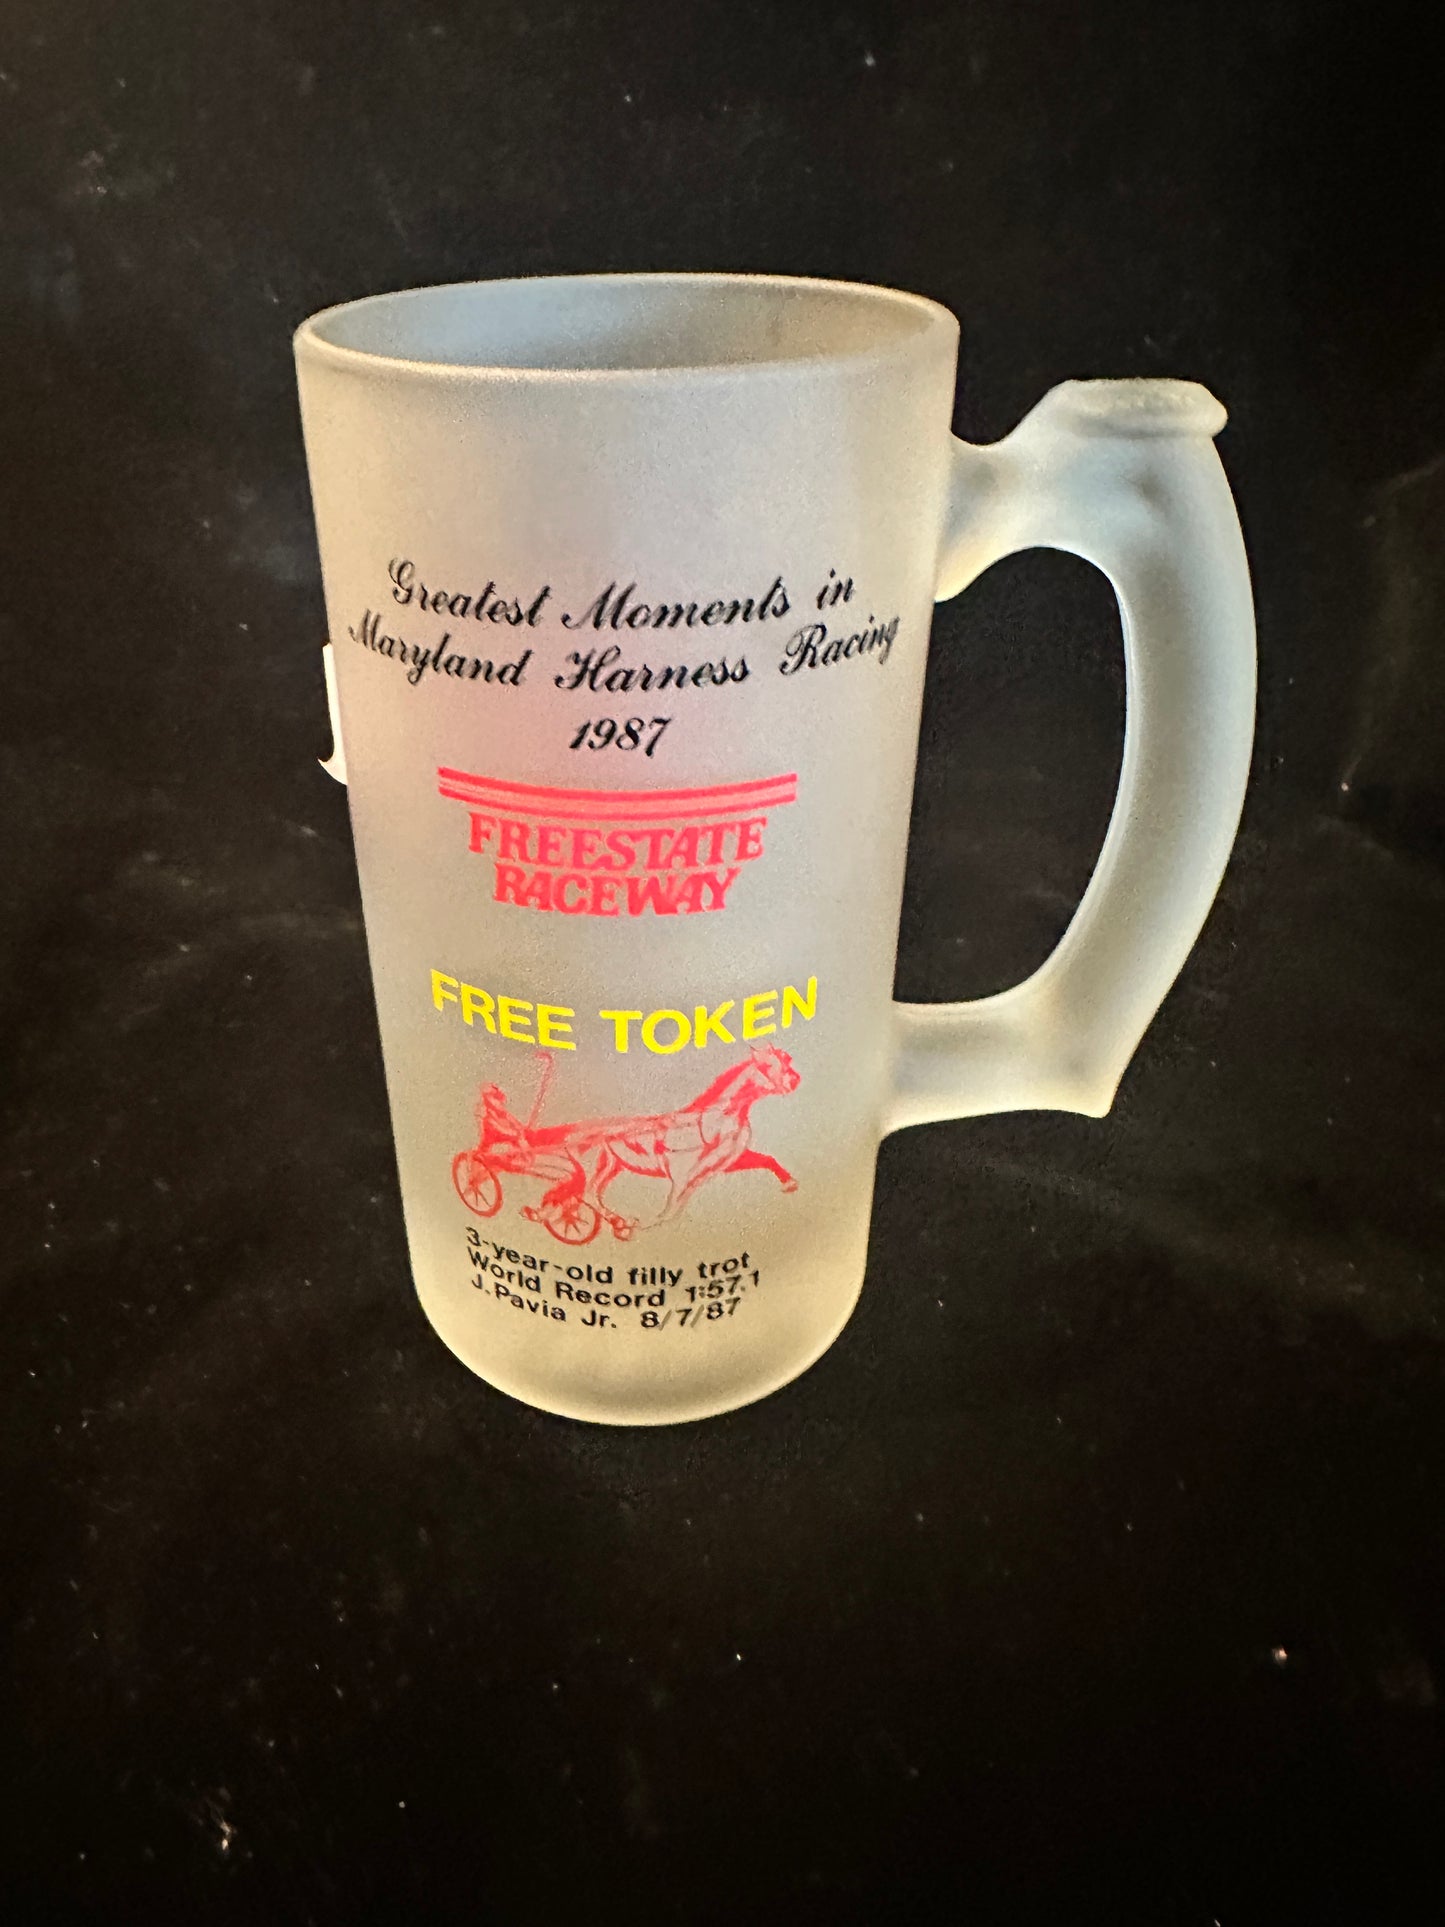 Greatest Moments in
Maryland Harness Racing
1987
FREESTATE
RACEWAY
FREE TOKEN
3-year-old filly trot
World Record 1:57.1
J.Pavia Jr. 8/7/87